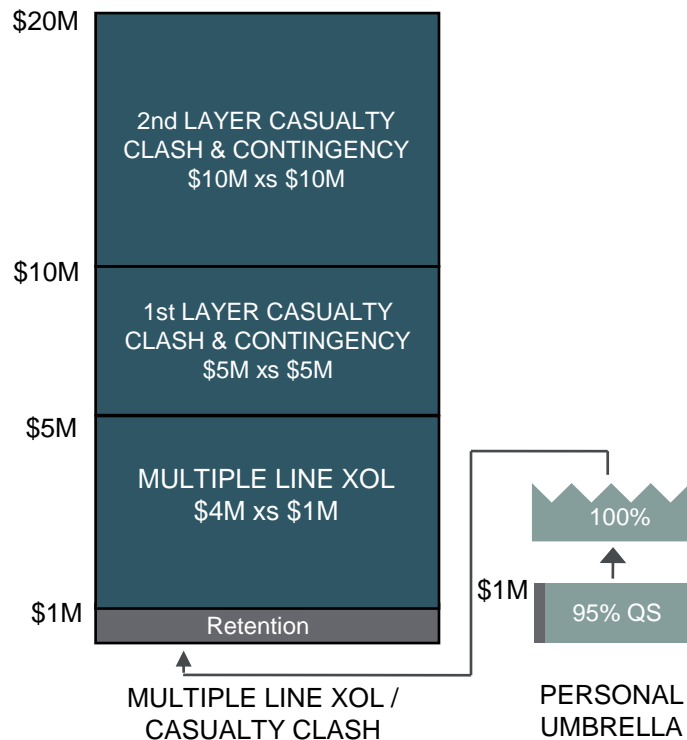 $20M
2nd LAYER CASUALTY
CLASH & CONTINGENCY
$10M xs $10M
$10M
1st LAYER CASUALTY
CLASH & CONTINGENCY
$5M xs $5M
$5M
MULTIPLE LINE XOL
$4M xs $1M
$1M
Retention
MULTIPLE LINE XOL /
CASUALTY CLASH
100%
$1M
95% QS
PERSONAL
UMBRELLA